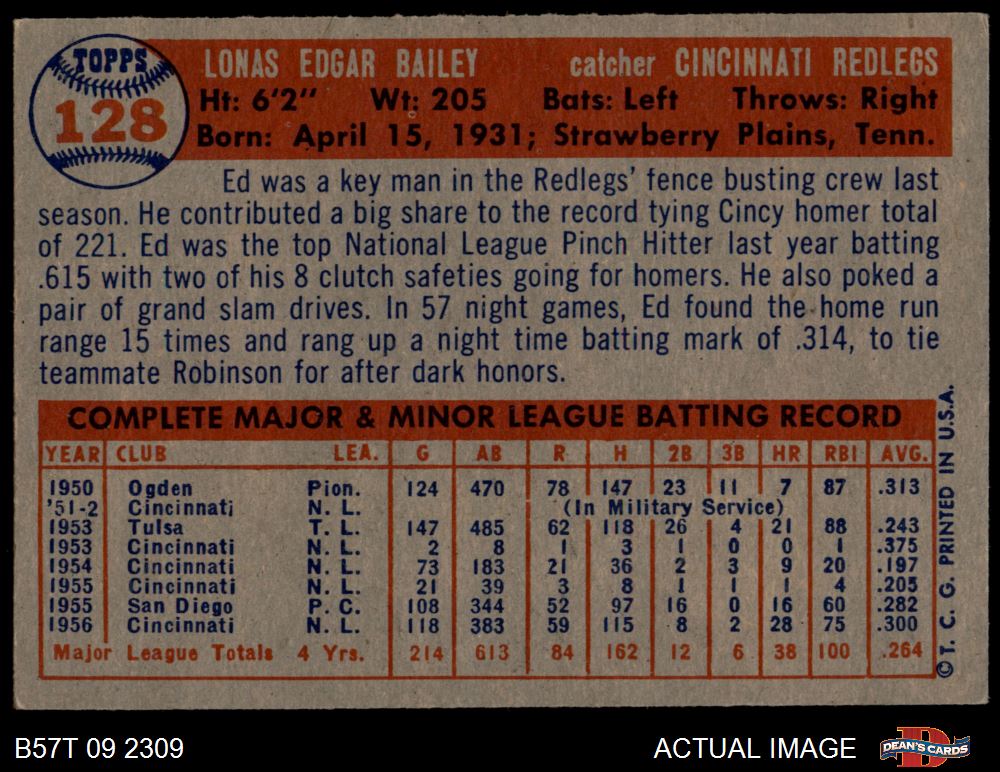 TOPPS
128
LONAS EDGAR BAILEY catcher CINCINNATI REDLEGS
Ht: 6'2" Wt: 205 Bats: Left Throws: Right
Born: April 15, 1931; Strawberry Plains, Tenn.
Ed was a key man in the Redlegs' fence busting crew last
season. He contributed a big share to the record tying Cincy homer total
of 221. Ed was the top National League Pinch Hitter last year batting
.615 with two of his 8 clutch safeties going for homers. He also poked a
pair of grand slam drives. In 57 night games, Ed found the home run
range 15 times and rang up a night time batting mark of .314, to tie
teammate Robinson for after dark honors.
COMPLETE MAJOR & MINOR LEAGUE BATTING RECORD
YEAR CLUB LEA. G AB R H 2B 3B HR RBI AVG.
1950 Ogden Pion. 124 470 78 147 23 11 7 87 .313
'51-2 Cincinnati N. L. (In Military Service)
1953 Tulsa T. L. 147 485 62 118 26 4 21 88 .243
1953 Cincinnati N. L. 2 8 1 3 1 0 0 1 .375
1954 Cincinnati N. L. 73 183 21 36 2 3 9 20 .197
1955 Cincinnati N. L. 21 39 3 8 1 1 1 4 .205
1955 San Diego P. C. 108 344 52 97 16 0 16 60 .282
1956 Cincinnati N. L. 118 383 59 115 8 2 28 75 .300
Major League Totals 4 Yrs. 214 613 84 162 12 6 38 100 .264
© T. C. G. PRINTED IN U.S.A.
B57T 09 2309 ACTUAL IMAGE DEAN'S CARDS